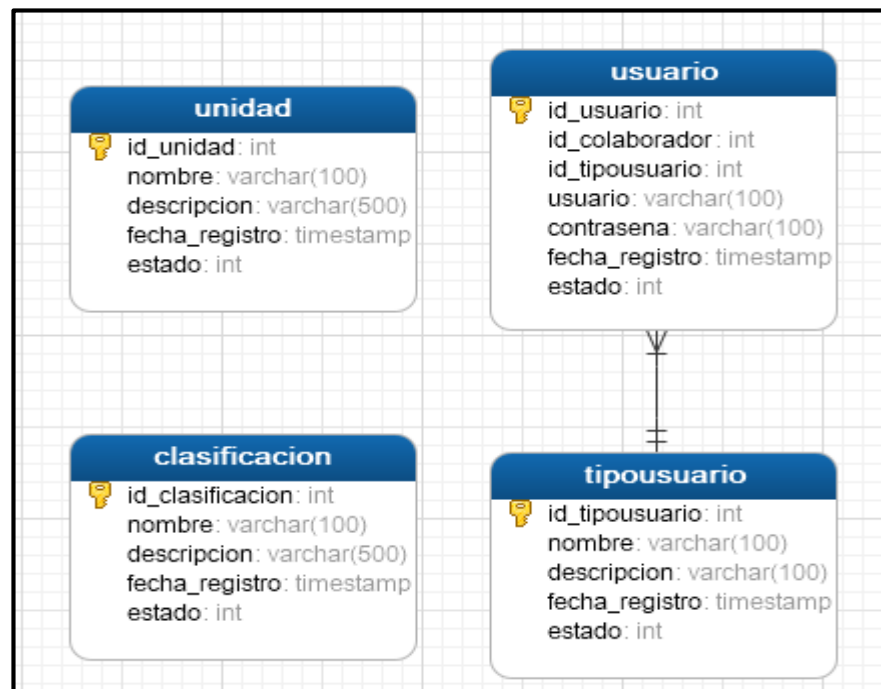 unidad
id_unidad: int
nombre: varchar(100)
descripcion: varchar(500)
fecha_registro: timestamp
estado: int
usuario
id_usuario: int
id_colaborador: int
id_tipousuario: int
usuario: varchar(100)
contrasena: varchar(100)
fecha_registro: timestamp
estado: int
clasificacion
id_clasificacion: int
nombre: varchar(100)
descripcion: varchar(500)
fecha_registro: timestamp
estado: int
tipousuario
id_tipousuario: int
nombre: varchar(100)
descripcion: varchar(100)
fecha_registro: timestamp
estado: int